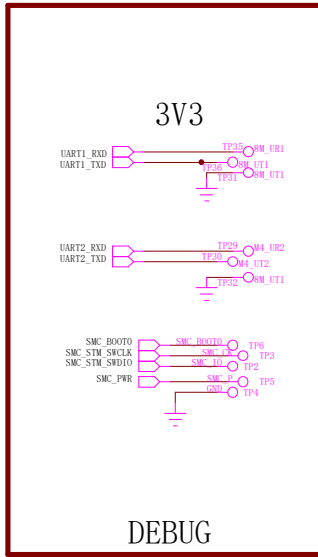 3V3
UART1_RXD TP35 8M_UR1
UART1_TXD TP36 8M_UT1
TP31 8M_UT1
UART2_RXD TP29 M4_UR2
UART2_TXD TP30 M4_UT2
TP32 8M_UT1
SMC_BOOT0 SMC_BOOT0 TP6
SMC_STM_SWCLK SMC_CK TP3
SMC_STM_SWDIO SMC_IO TP2
SMC_PWR SMC_P TP5
GND TP4
DEBUG